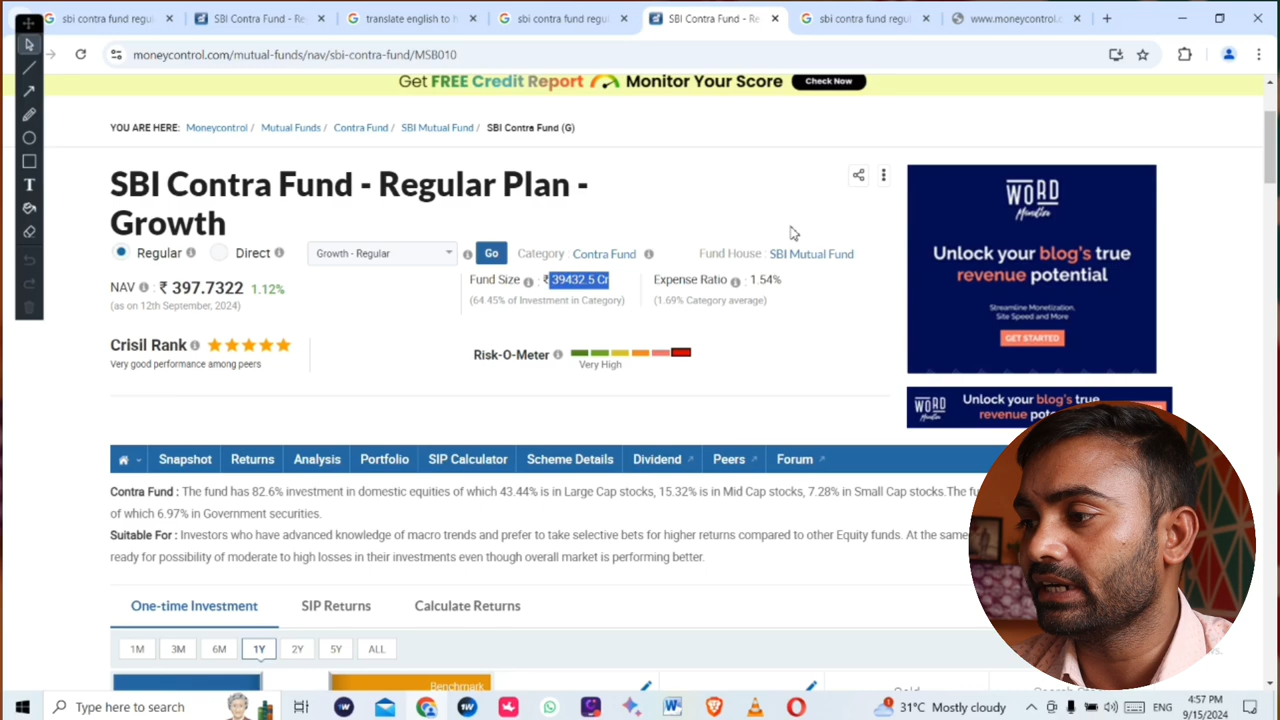 sbi contra fund regul
SBI Contra Fund - Re
translate english to
sbi contra fund regu
SBI Contra Fund - Re
sbi contra fund regul
www.moneycontrol.c
moneycontrol.com/mutual-funds/nav/sbi-contra-fund/MSB010
Get FREE Credit Report Monitor Your Score Check Now
YOU ARE HERE: Moneycontrol / Mutual Funds / Contra Fund / SBI Mutual Fund / SBI Contra Fund (G)
SBI Contra Fund - Regular Plan -
Growth
Regular Direct Growth - Regular Go Category : Contra Fund Fund House : SBI Mutual Fund
NAV : ₹ 397.7322 1.12%
(as on 12th September, 2024)
Fund Size : ₹ 39432.5 Cr
(64.45% of Investment in Category)
Expense Ratio : 1.54%
(1.69% Category average)
Crisil Rank
Very good performance among peers
Risk-O-Meter
Very High
WORD
Unlock your blog's true
revenue potential
Streamline Monetization,
Site Speed and More
GET STARTED
WORD
Unlock your blog's true
revenue
Snapshot Returns Analysis Portfolio SIP Calculator Scheme Details Dividend Peers Forum
Contra Fund : The fund has 82.6% investment in domestic equities of which 43.44% is in Large Cap stocks, 15.32% is in Mid Cap stocks, 7.28% in Small Cap stocks.The fu
of which 6.97% in Government securities.
Suitable For : Investors who have advanced knowledge of macro trends and prefer to take selective bets for higher returns compared to other Equity funds. At the same
ready for possibility of moderate to high losses in their investments even though overall market is performing better.
One-time Investment SIP Returns Calculate Returns
1M 3M 6M 1Y 2Y 5Y ALL
Benchmark
T
Type here to search
31°C Mostly cloudy
ENG
4:57 PM
9/15/2024